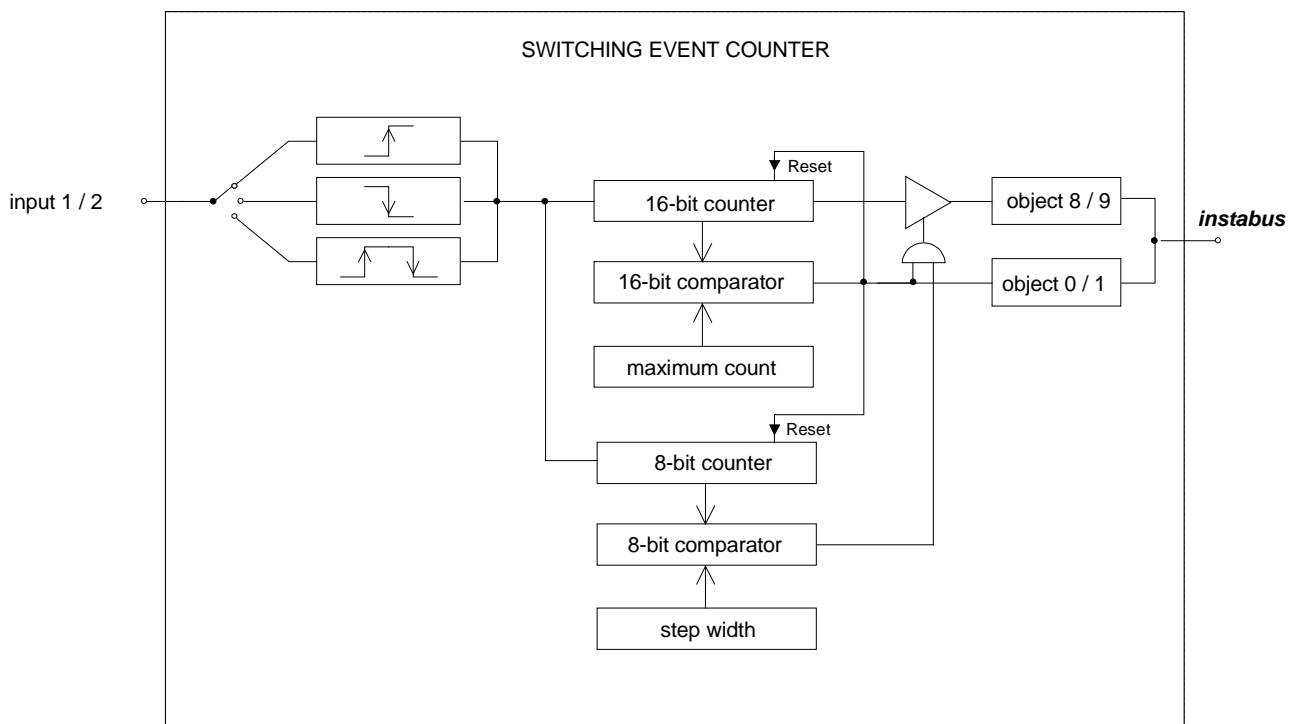 SWITCHING EVENT COUNTER
input 1 / 2
Reset
16-bit counter
object 8 / 9
instabus
16-bit comparator
object 0 / 1
maximum count
Reset
8-bit counter
8-bit comparator
step width